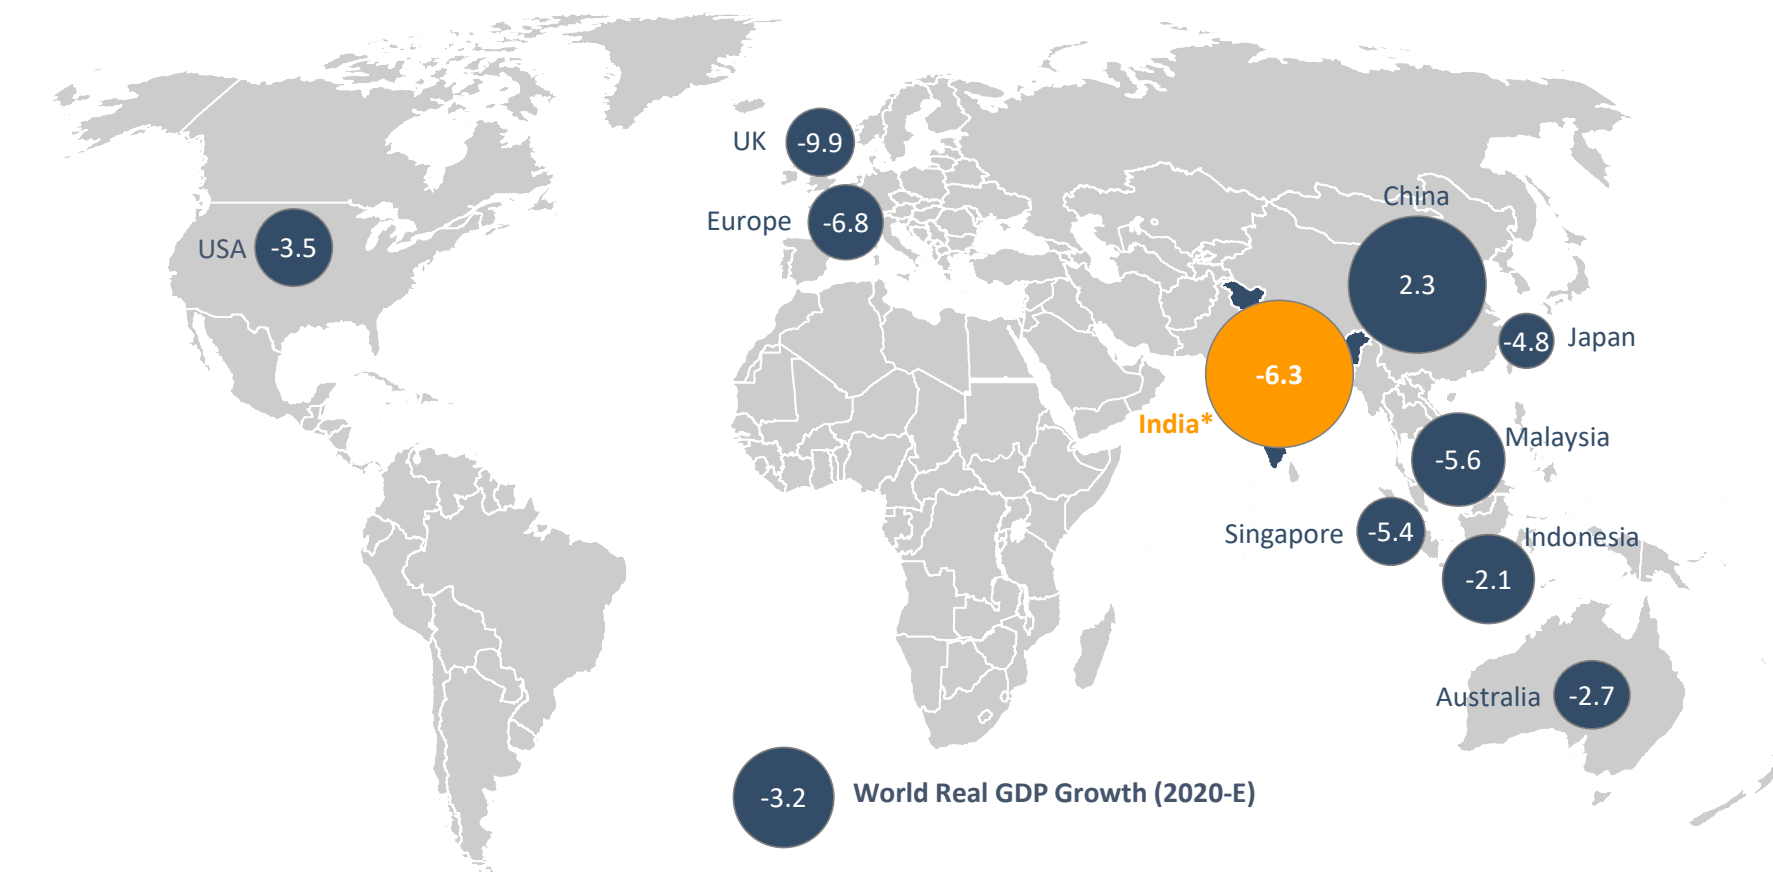 UK
-9.9
Europe
-6.8
USA
-3.5
China
2.3
-4.8
Japan
-6.3
India*
Malaysia
-5.6
Singapore
-5.4
Indonesia
-2.1
Australia
-2.7
-3.2
World Real GDP Growth (2020-E)